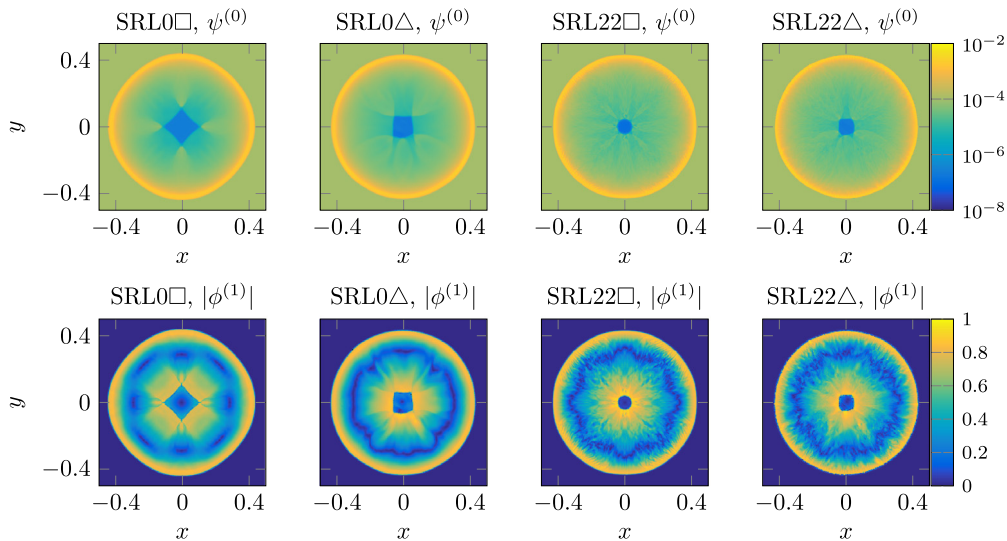 SRL0□, ψ⁽⁰⁾ SRL0△, ψ⁽⁰⁾ SRL22□, ψ⁽⁰⁾ SRL22△, ψ⁽⁰⁾
0.4 10⁻²
10⁻⁴
y 0
10⁻⁶
−0.4 10⁻⁸
−0.4 0 0.4 −0.4 0 0.4 −0.4 0 0.4 −0.4 0 0.4
x x x x
SRL0□, |ϕ⁽¹⁾| SRL0△, |ϕ⁽¹⁾| SRL22□, |ϕ⁽¹⁾| SRL22△, |ϕ⁽¹⁾|
1
0.4 0.8
0.6
y 0
0.4
0.2
−0.4 0
−0.4 0 0.4 −0.4 0 0.4 −0.4 0 0.4 −0.4 0 0.4
x x x x